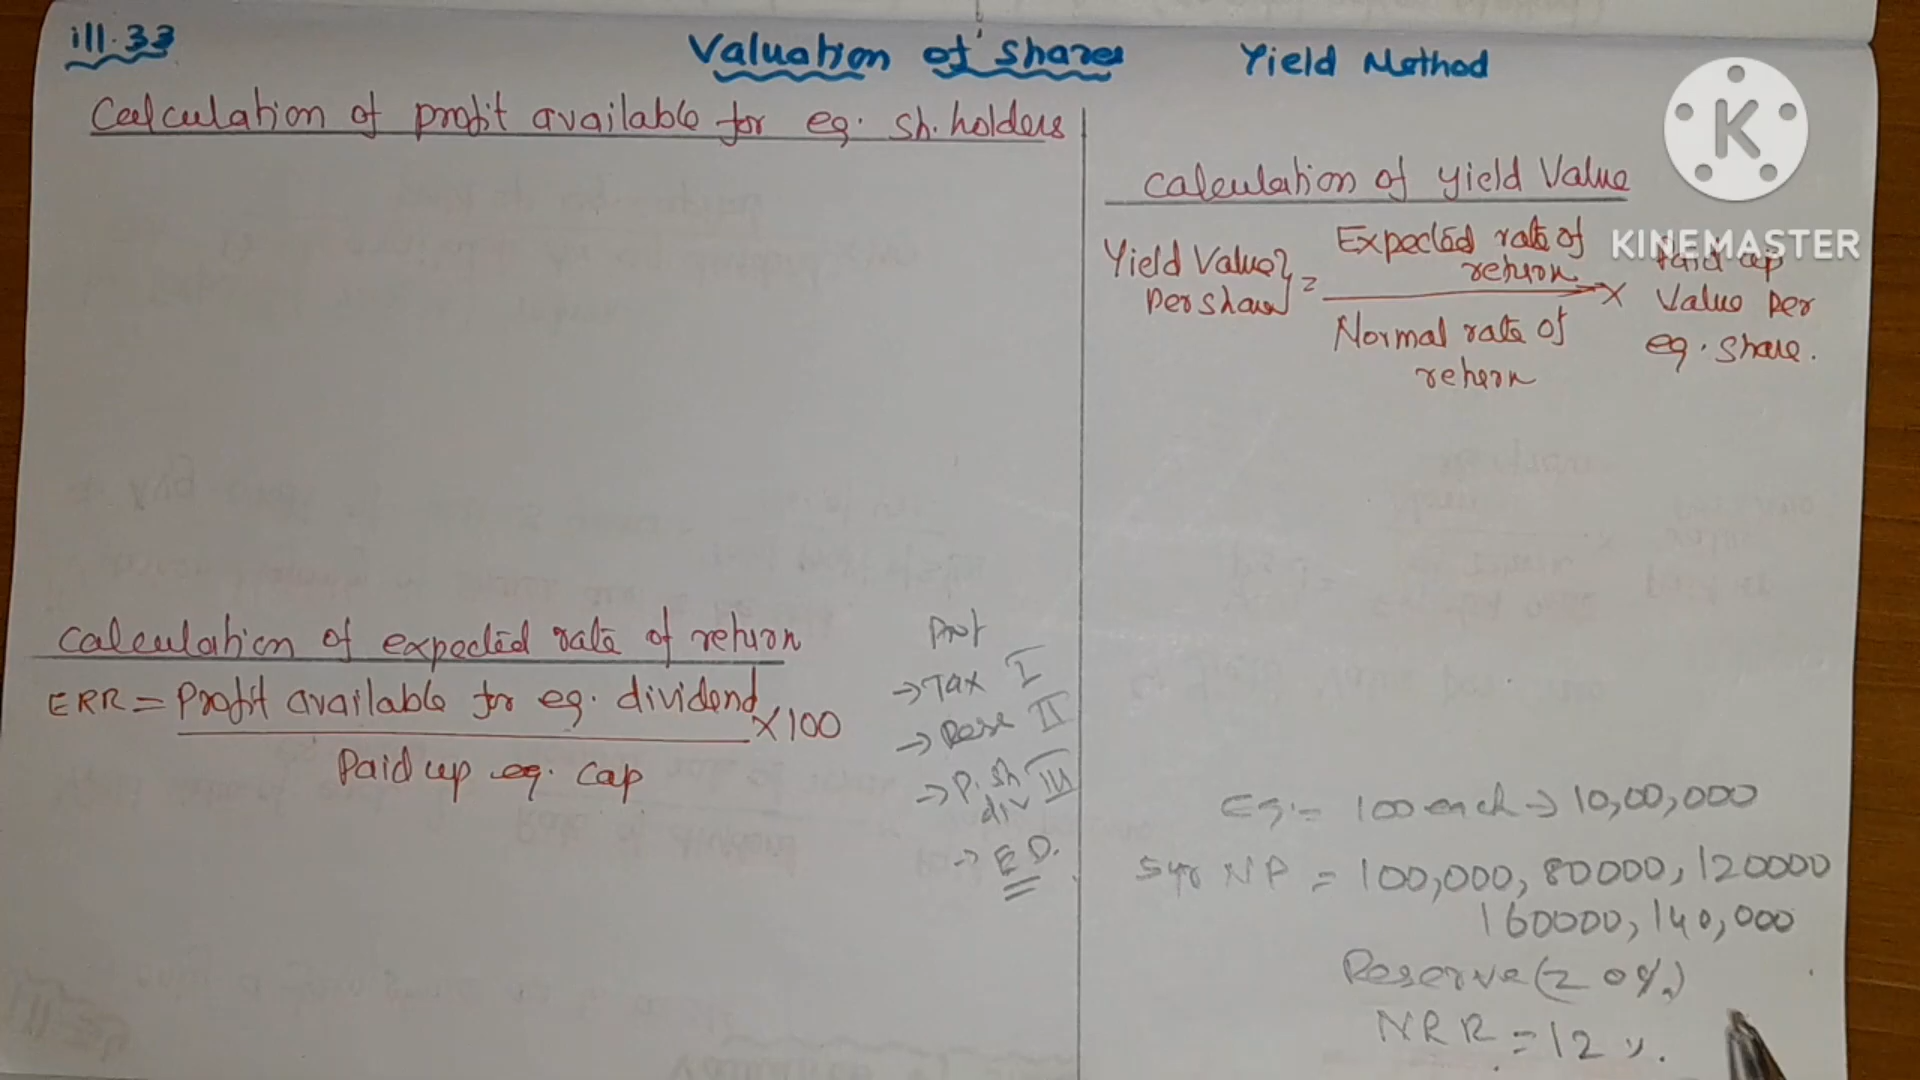 ill.33
Valuation of shares Yield Method
Calculation of profit available for eq. sh. holders
Calculation of expected rate of return
ERR = Profit available for eq. dividend × 100
Paid up eq. cap
→ Tax I
→ Rese II
→ P. sh III
div
→ E D.
K
KINEMASTER
Calculation of yield Value
Yield Value } = Expected rate of return × Paid up
Per share Normal rate of return Value Per
eq. share.
Eq :- 100 each → 10,00,000
5yr NP = 100,000, 80000, 120000
160000, 140,000
Reserve (20%)
NRR = 12 %.